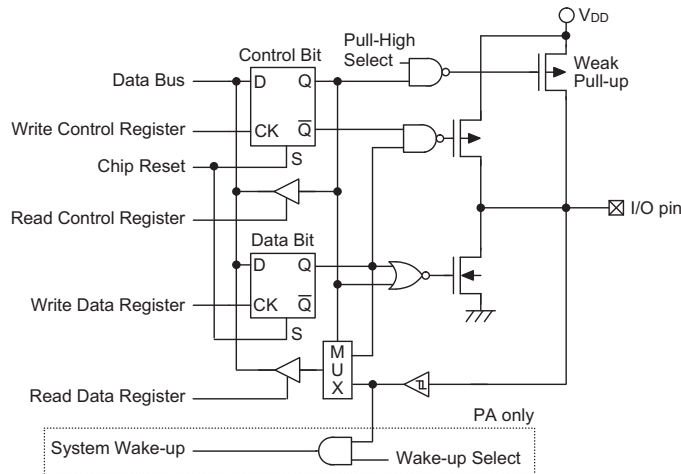 V_DD
Control Bit
Pull-High
Select
Weak
Pull-up
Data Bus
D
Q
Write Control Register
CK
Q̅
Chip Reset
S
Read Control Register
I/O pin
Data Bit
D
Q
Write Data Register
CK
Q̅
S
M
U
X
Read Data Register
PA only
System Wake-up
Wake-up Select